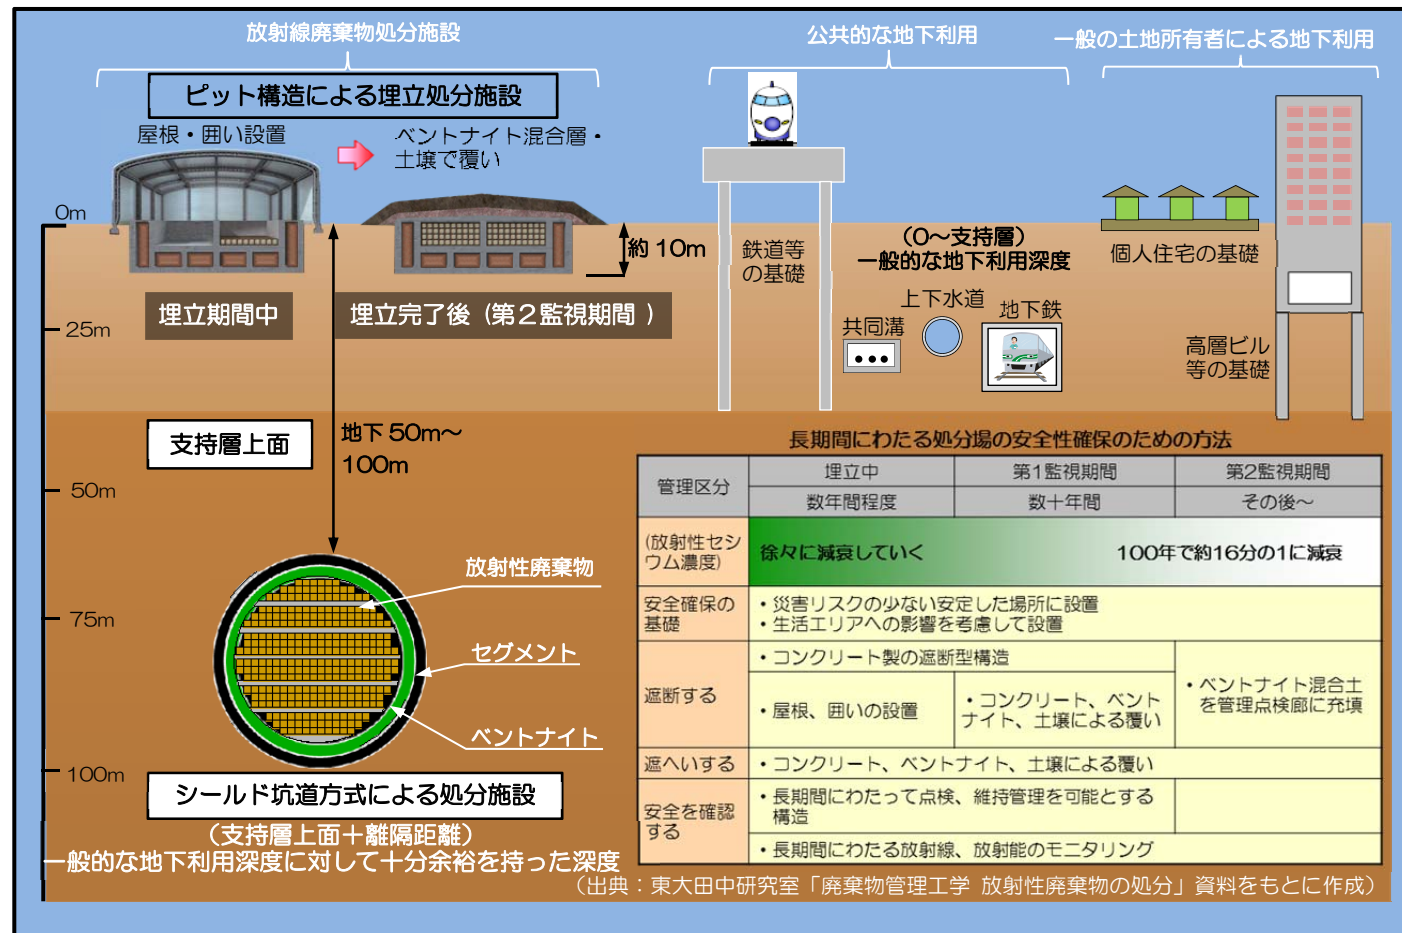 放射線廃棄物処分施設
公共的な地下利用
一般の土地所有者による地下利用
ピット構造による埋立処分施設
屋根・囲い設置
ベントナイト混合層・
土壌で覆い
0m
約10m
鉄道等
の基礎
(0～支持層)
一般的な地下利用深度
個人住宅の基礎
埋立期間中
埋立完了後(第2監視期間 )
上下水道
地下鉄
共同溝
25m
高層ビル
等の基礎
支持層上面
地下50m～
100m
50m
放射性廃棄物
75m
セグメント
ベントナイト
100m
シールド坑道方式による処分施設
(支持層上面＋離隔距離)
一般的な地下利用深度に対して十分余裕を持った深度
長期間にわたる処分場の安全性確保のための方法
管理区分
埋立中
第1監視期間
第2監視期間
数年間程度
数十年間
その後～
(放射性セシ
ウム濃度)
徐々に減衰していく
100年で約16分の1に減衰
安全確保の
基礎
・災害リスクの少ない安定した場所に設置
・生活エリアへの影響を考慮して設置
遮断する
・コンクリート製の遮断型構造
・屋根、囲いの設置
・コンクリート、ベント
ナイト、土壌による覆い
・ベントナイト混合土
を管理点検廊に充填
遮へいする
・コンクリート、ベントナイト、土壌による覆い
安全を確認
する
・長期間にわたって点検、維持管理を可能とする
構造
・長期間にわたる放射線、放射能のモニタリング
(出典：東大田中研究室「廃棄物管理工学 放射性廃棄物の処分」資料をもとに作成)